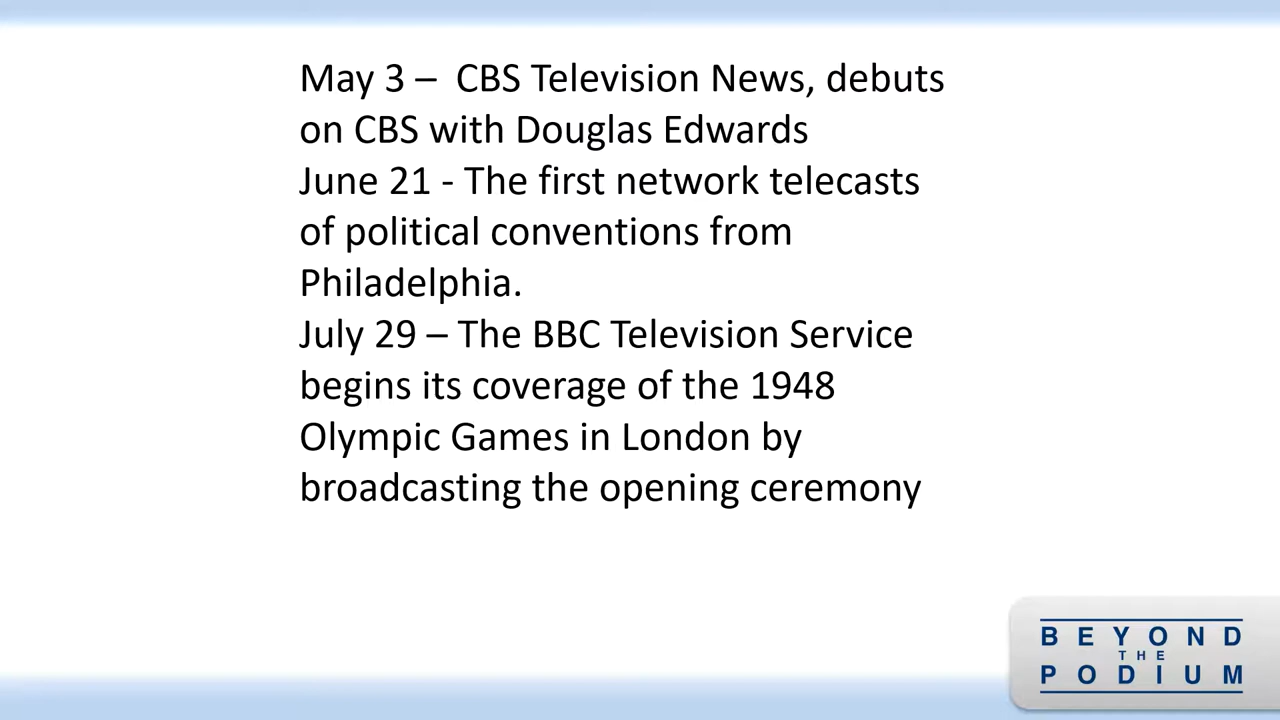 May 3 –  CBS Television News, debuts
on CBS with Douglas Edwards
June 21 - The first network telecasts
of political conventions from
Philadelphia.
July 29 – The BBC Television Service
begins its coverage of the 1948
Olympic Games in London by
broadcasting the opening ceremony
BEYOND
THE
PODIUM